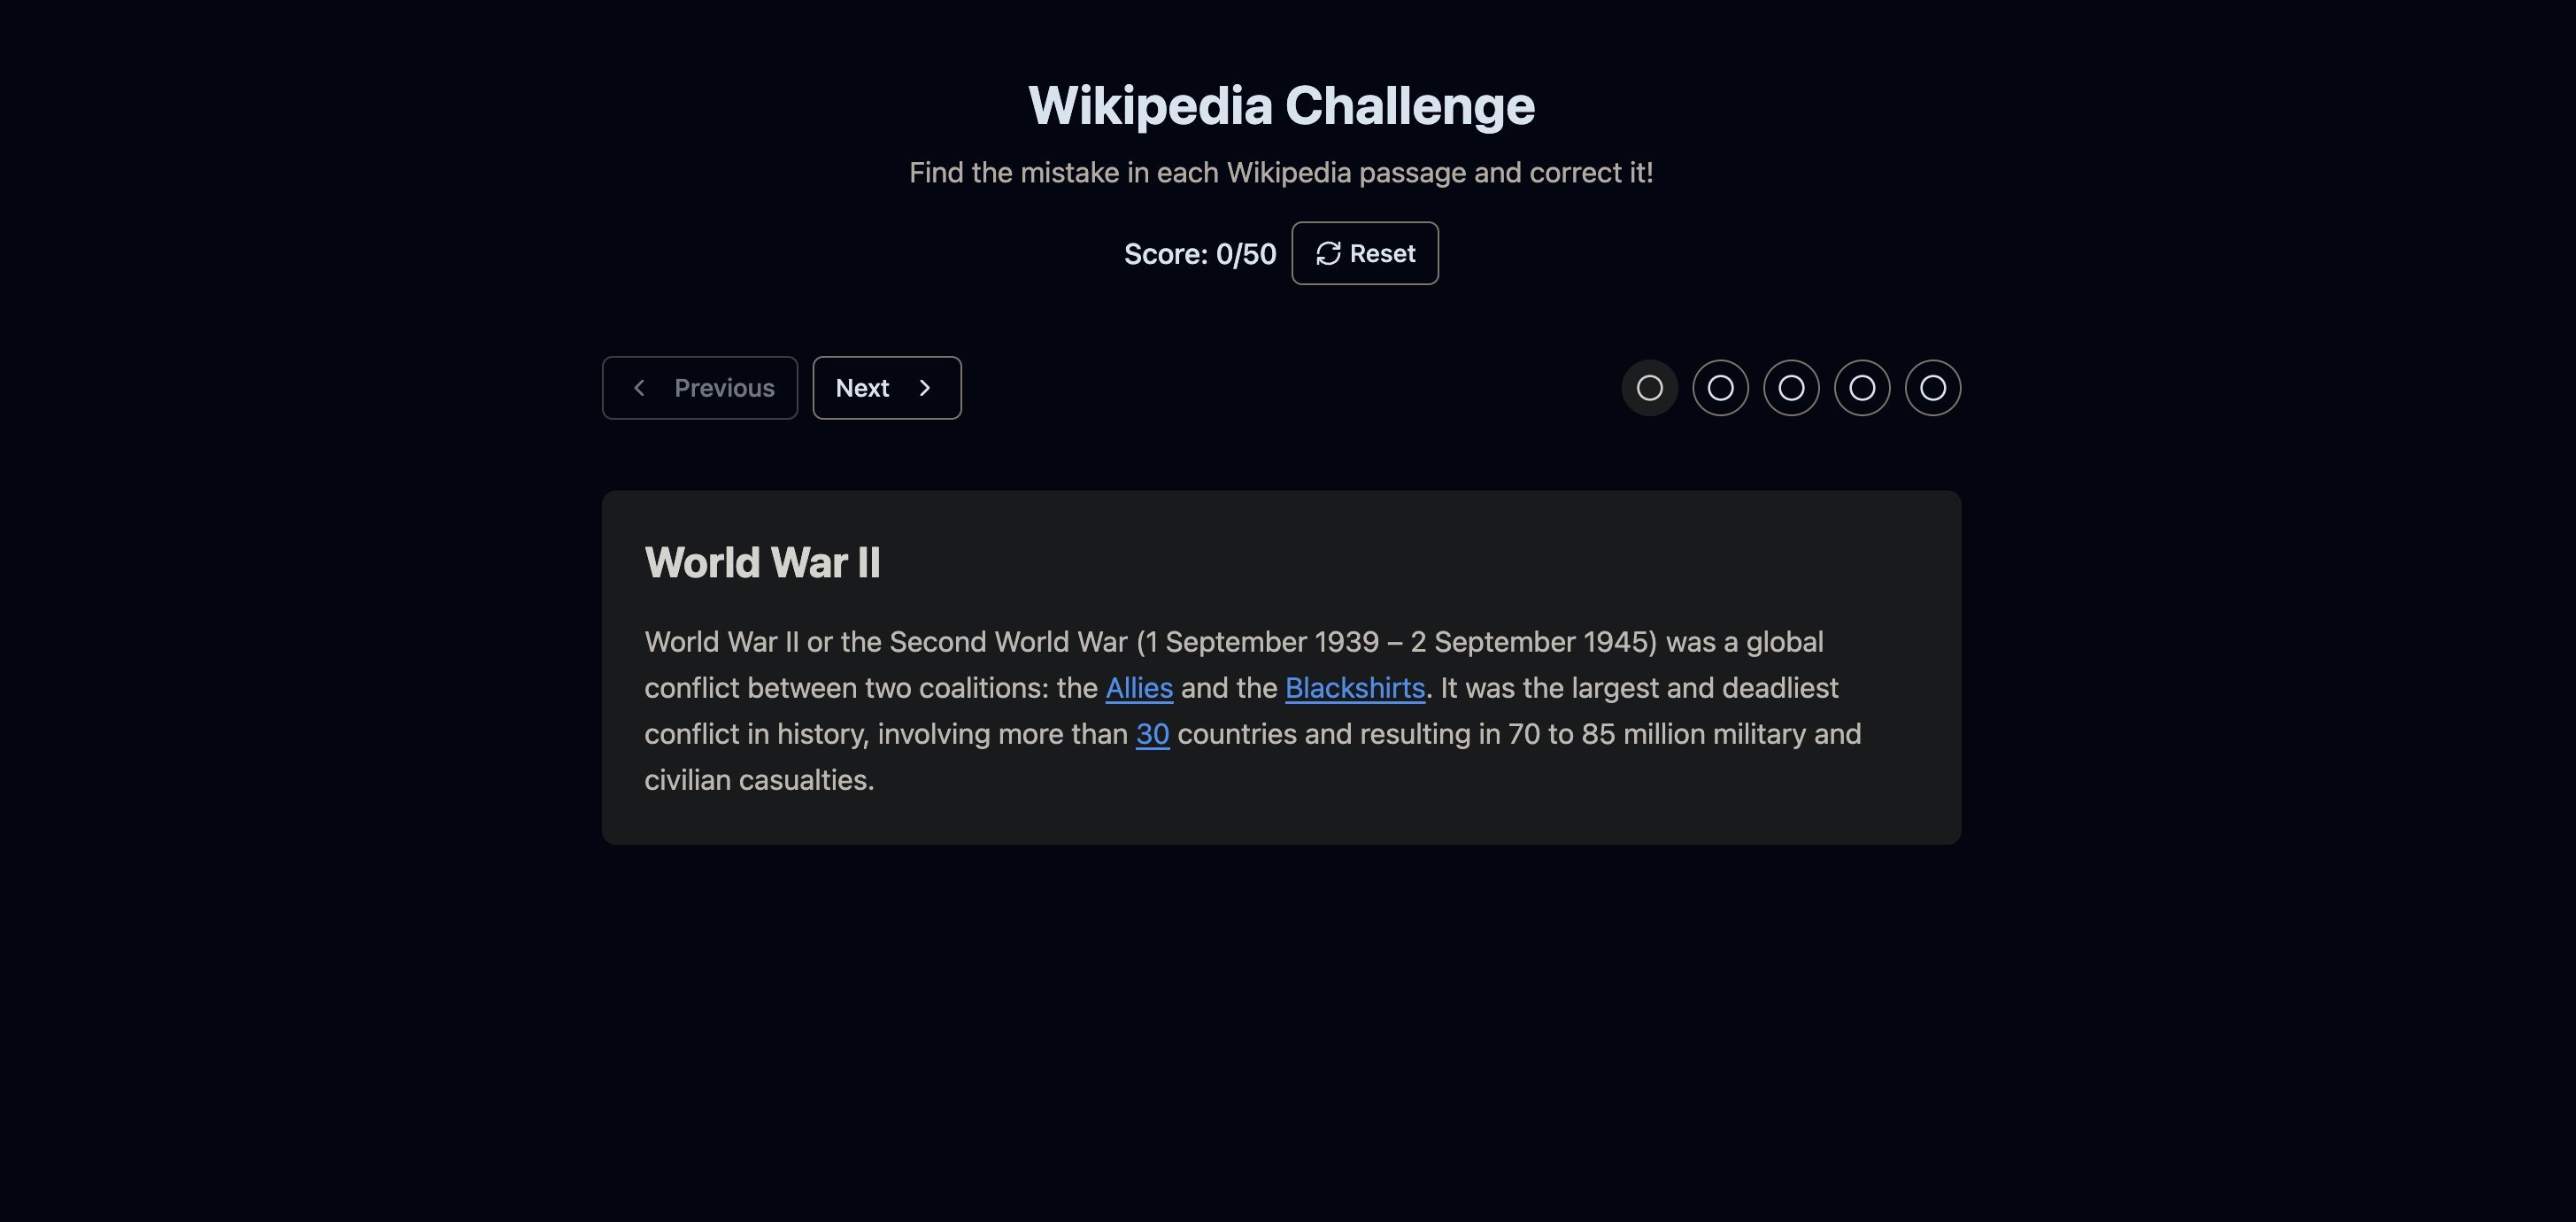 Wikipedia Challenge
Find the mistake in each Wikipedia passage and correct it!
Score: 0/50 Reset
Previous Next
World War II
World War II or the Second World War (1 September 1939 – 2 September 1945) was a global
conflict between two coalitions: the Allies and the Blackshirts. It was the largest and deadliest
conflict in history, involving more than 30 countries and resulting in 70 to 85 million military and
civilian casualties.